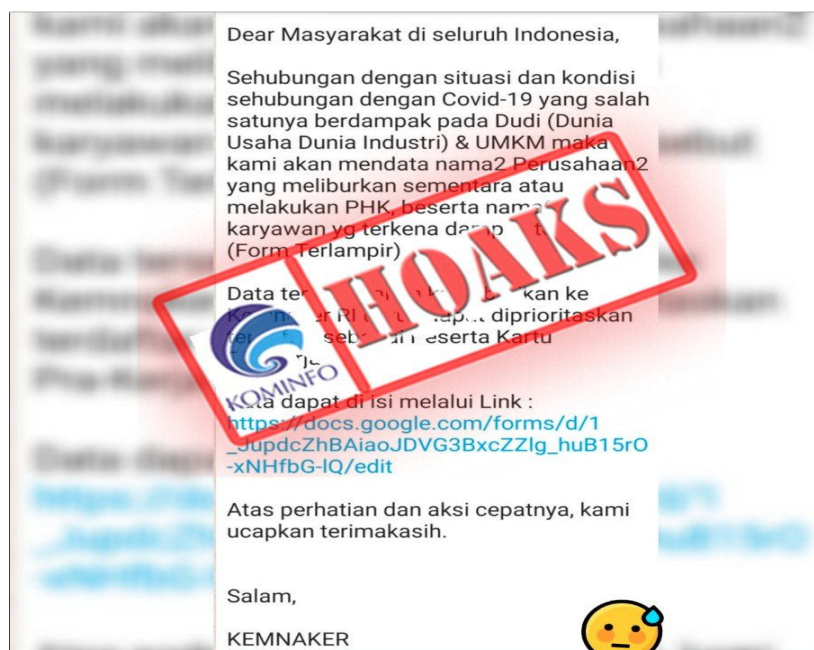 Dear Masyarakat di seluruh Indonesia,
Sehubungan dengan situasi dan kondisi
sehubungan dengan Covid-19 yang salah
satunya berdampak pada Dudi (Dunia
Usaha Dunia Industri) & UMKM maka
kami akan mendata nama2 Perusahaan2
yang meliburkan sementara atau
melakukan PHK, beserta
karyawan yg terkena
(Form Terlampir)
HOAKS
Data
kan ke
RI diprioritaskan
Kartu
KOMINFO
dapat di isi melalui Link :
https://docs.google.com/forms/d/1
_JupdcZhBAiaoJDVG3BxcZZlg_huB15rO
-xNHfbG-lQ/edit
Atas perhatian dan aksi cepatnya, kami
ucapkan terimakasih.
Salam,
KEMNAKER